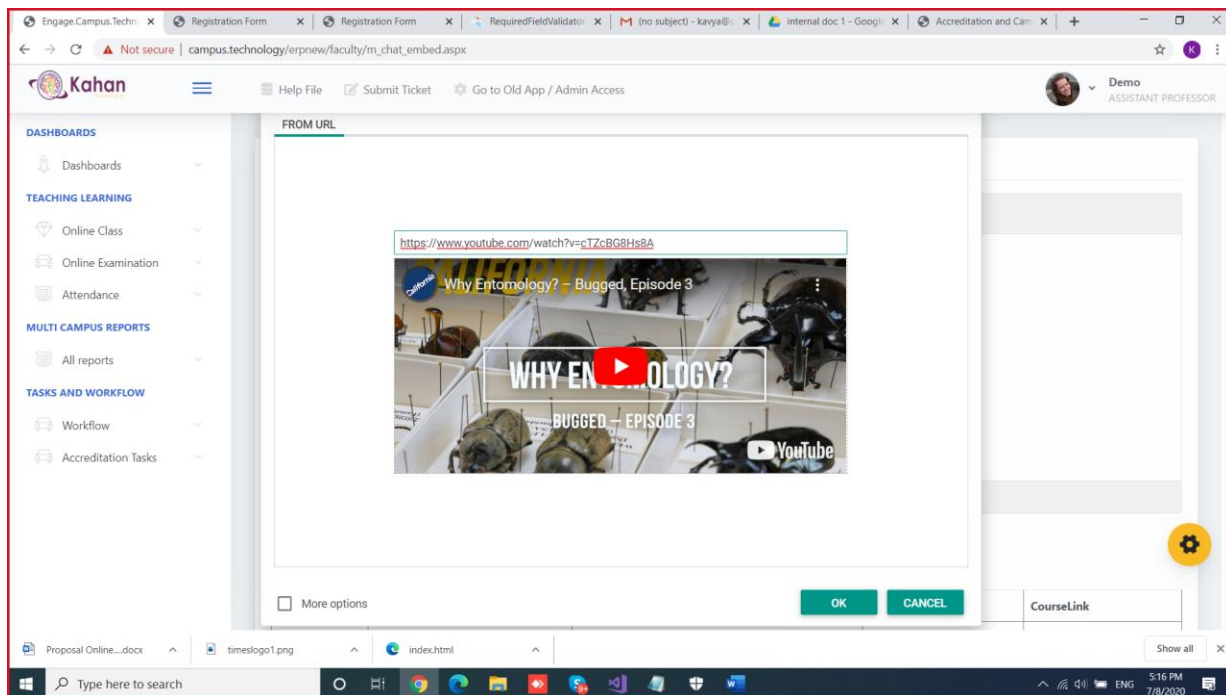 Engage.Campus.Techn
Registration Form
Registration Form
RequiredFieldValidator
(no subject) - kavya@
internal doc 1 - Google
Accreditation and Cam
Not secure | campus.technology/erpnew/faculty/m_chat_embed.aspx
K
Kahan
Help File
Submit Ticket
Go to Old App / Admin Access
Demo
ASSISTANT PROFESSOR
DASHBOARDS
Dashboards
TEACHING LEARNING
Online Class
Online Examination
Attendance
MULTI CAMPUS REPORTS
All reports
TASKS AND WORKFLOW
Workflow
Accreditation Tasks
FROM URL
https://www.youtube.com/watch?v=cTZcBG8Hs8A
CALIFORNIA
California
Why Entomology? – Bugged, Episode 3
WHY EN OLOGY?
BUGGED – EPISODE 3
YouTube
More options
OK
CANCEL
CourseLink
Proposal Online....docx
timeslogo1.png
index.html
Show all
Type here to search
ENG
5:16 PM
7/8/2020